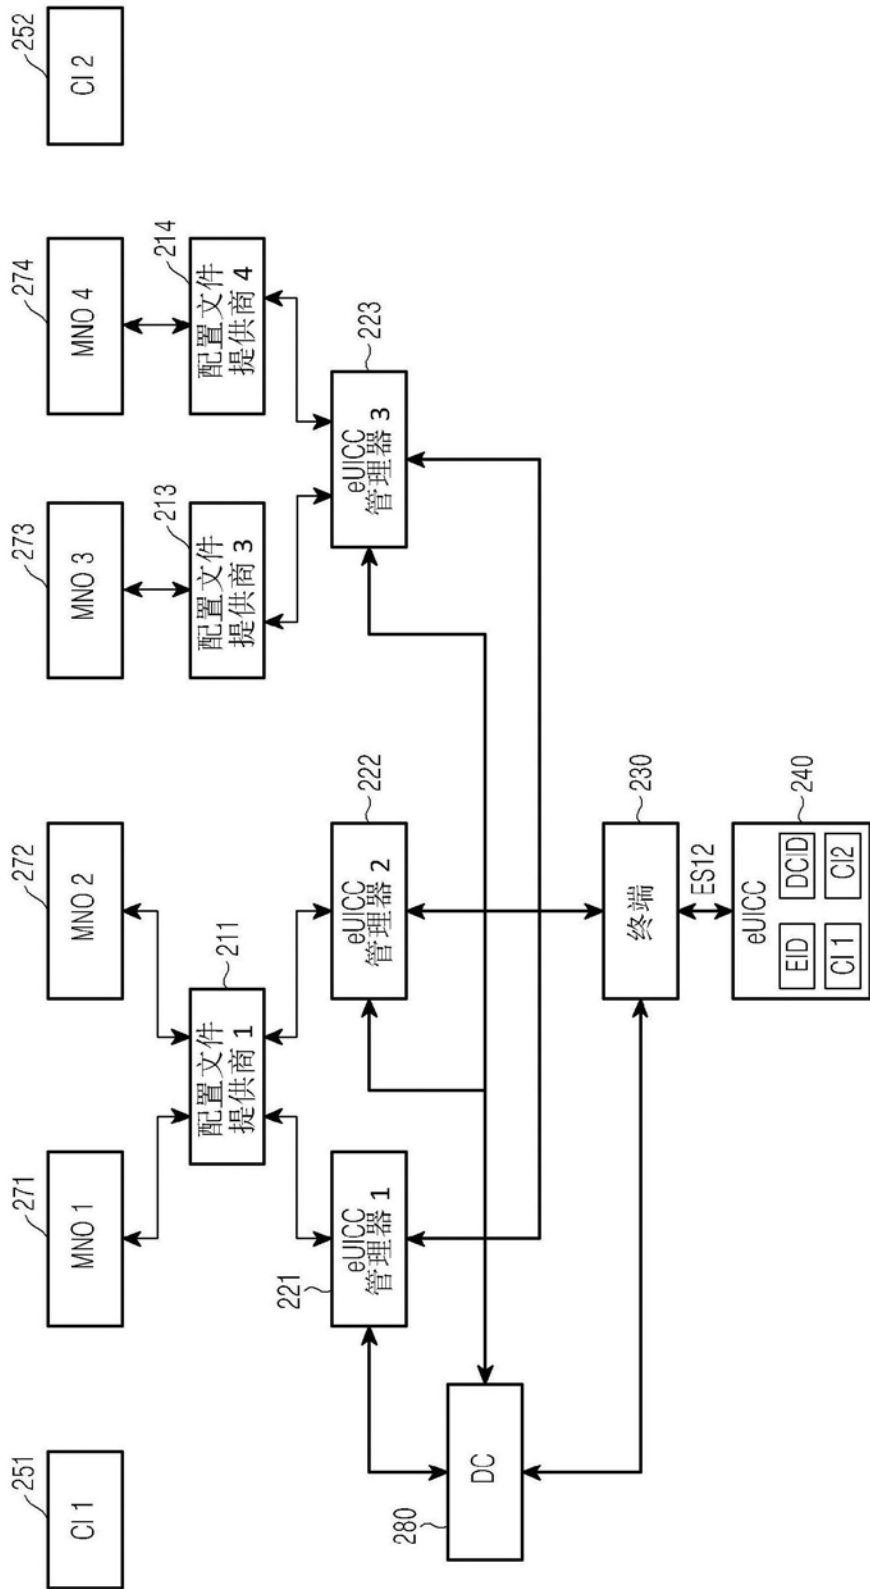 251
CI 1
271
MNO 1
272
MNO 2
273
MNO 3
274
MNO 4
252
CI 2
211
配置文件
提供商 1
213
配置文件
提供商 3
214
配置文件
提供商 4
221
eUICC
管理器 1
222
eUICC
管理器 2
223
eUICC
管理器 3
280
DC
230
终端
ES12
240
eUICC
EID
DCID
CI 1
CI2